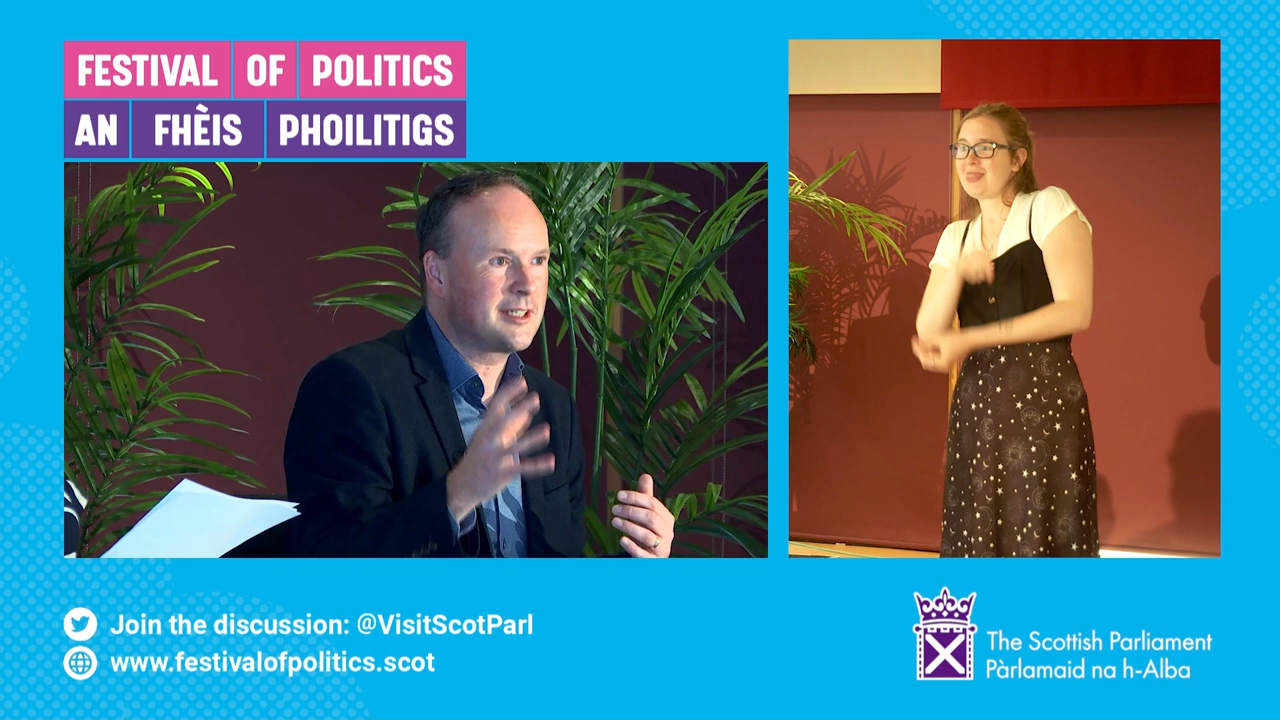 FESTIVAL OF POLITICS
AN FHÈIS PHOILITIGS
Join the discussion: @VisitScotParl
www.festivalofpolitics.scot
The Scottish Parliament
Pàrlamaid na h-Alba